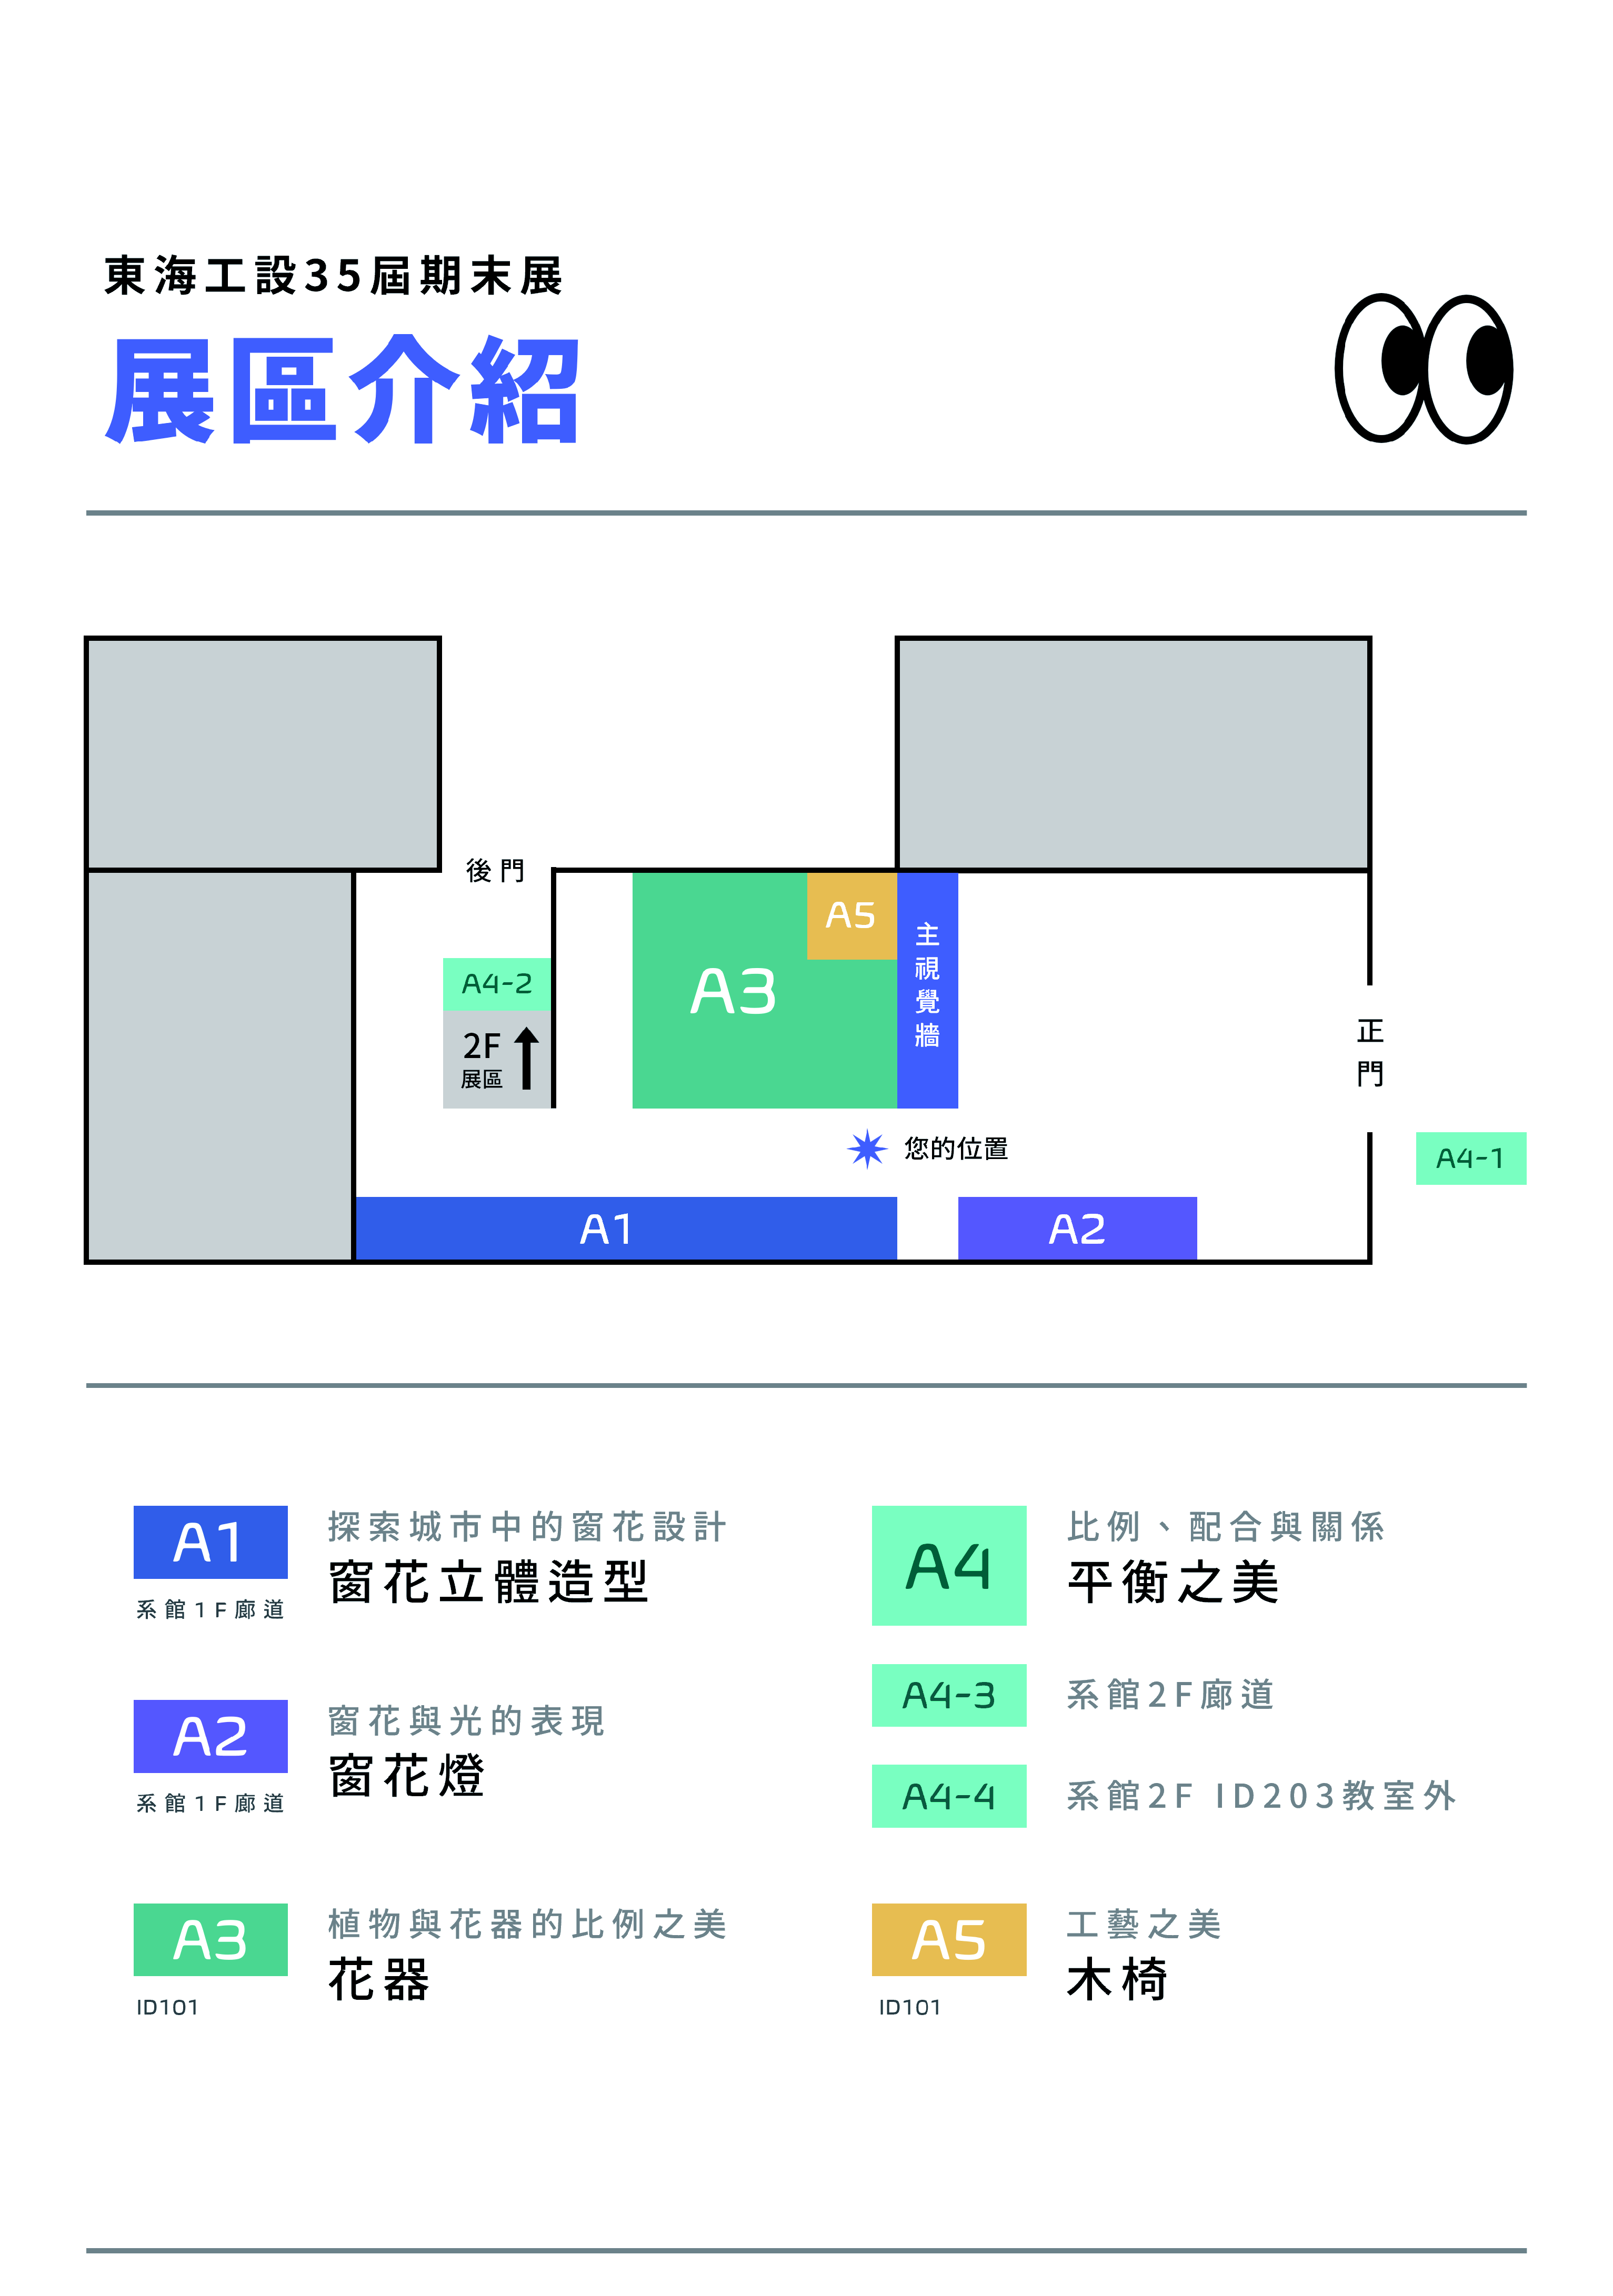 東海工設35屆期末展
展區介紹
後門
A5
主視覺牆
A3
A4-2
2F
展區
正門
您的位置
A4-1
A1
A2
A1
探索城市中的窗花設計
窗花立體造型
系館1F廊道
A2
窗花與光的表現
窗花燈
系館1F廊道
A3
植物與花器的比例之美
花器
ID101
A4
比例、配合與關係
平衡之美
A4-3
系館2F廊道
A4-4
系館2F ID203教室外
A5
工藝之美
木椅
ID101